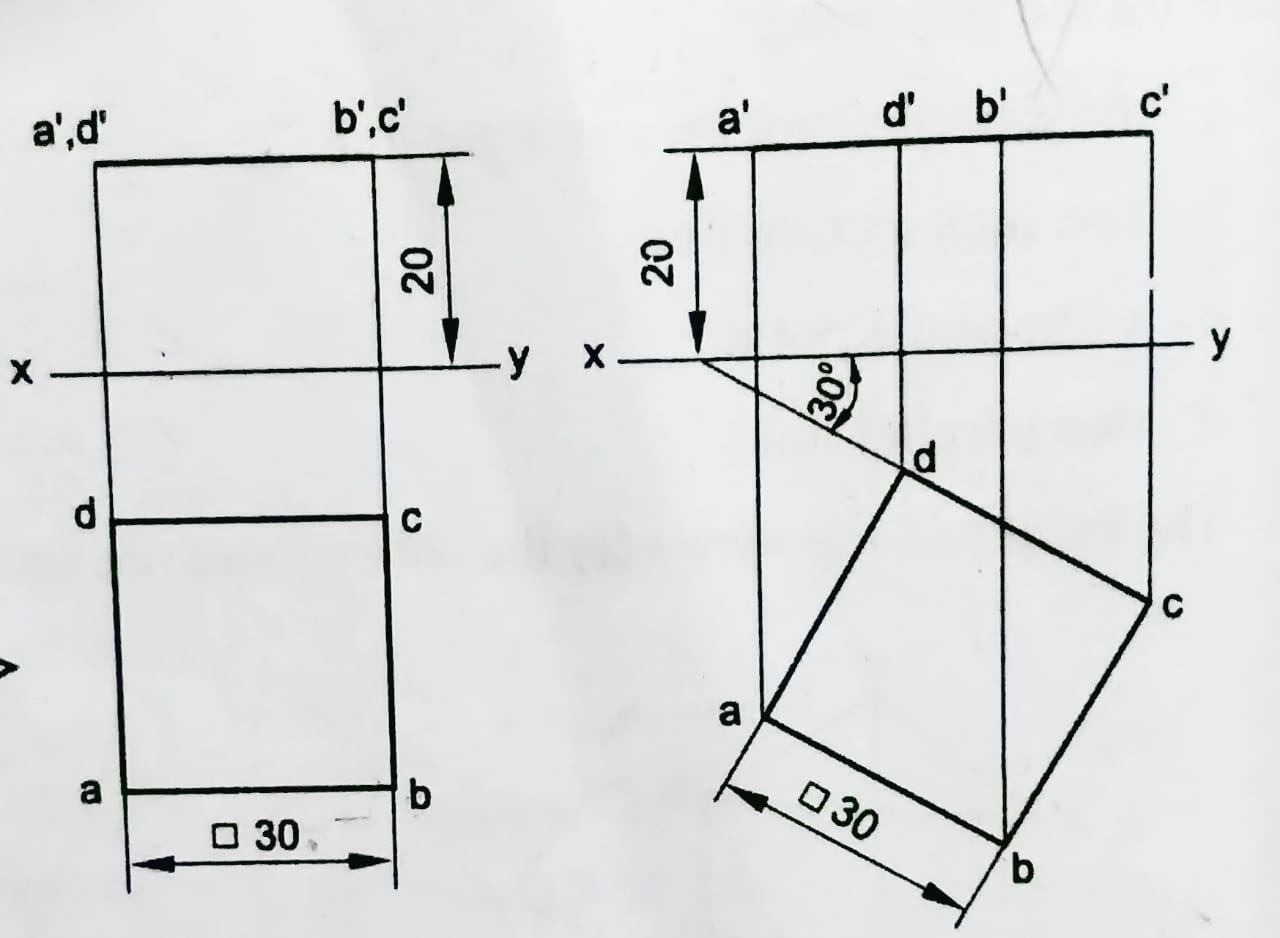 a',d' b',c'
20
x y
d c
a b
□ 30
a' d' b' c'
20
x y
30°
d
c
a
□ 30
b